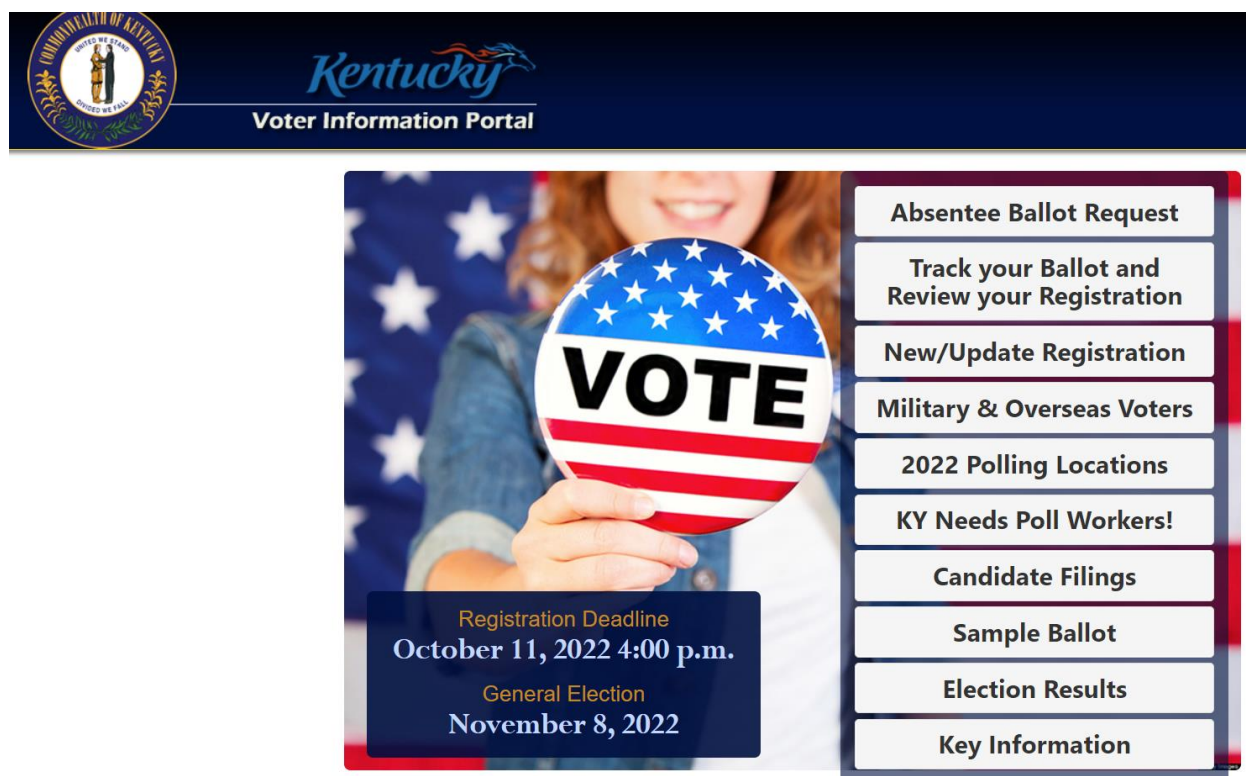 COMMONWEALTH OF KENTUCKY
UNITED WE STAND
DIVIDED WE FALL
Kentucky
Voter Information Portal
VOTE
Registration Deadline
October 11, 2022 4:00 p.m.
General Election
November 8, 2022
Absentee Ballot Request
Track your Ballot and
Review your Registration
New/Update Registration
Military & Overseas Voters
2022 Polling Locations
KY Needs Poll Workers!
Candidate Filings
Sample Ballot
Election Results
Key Information